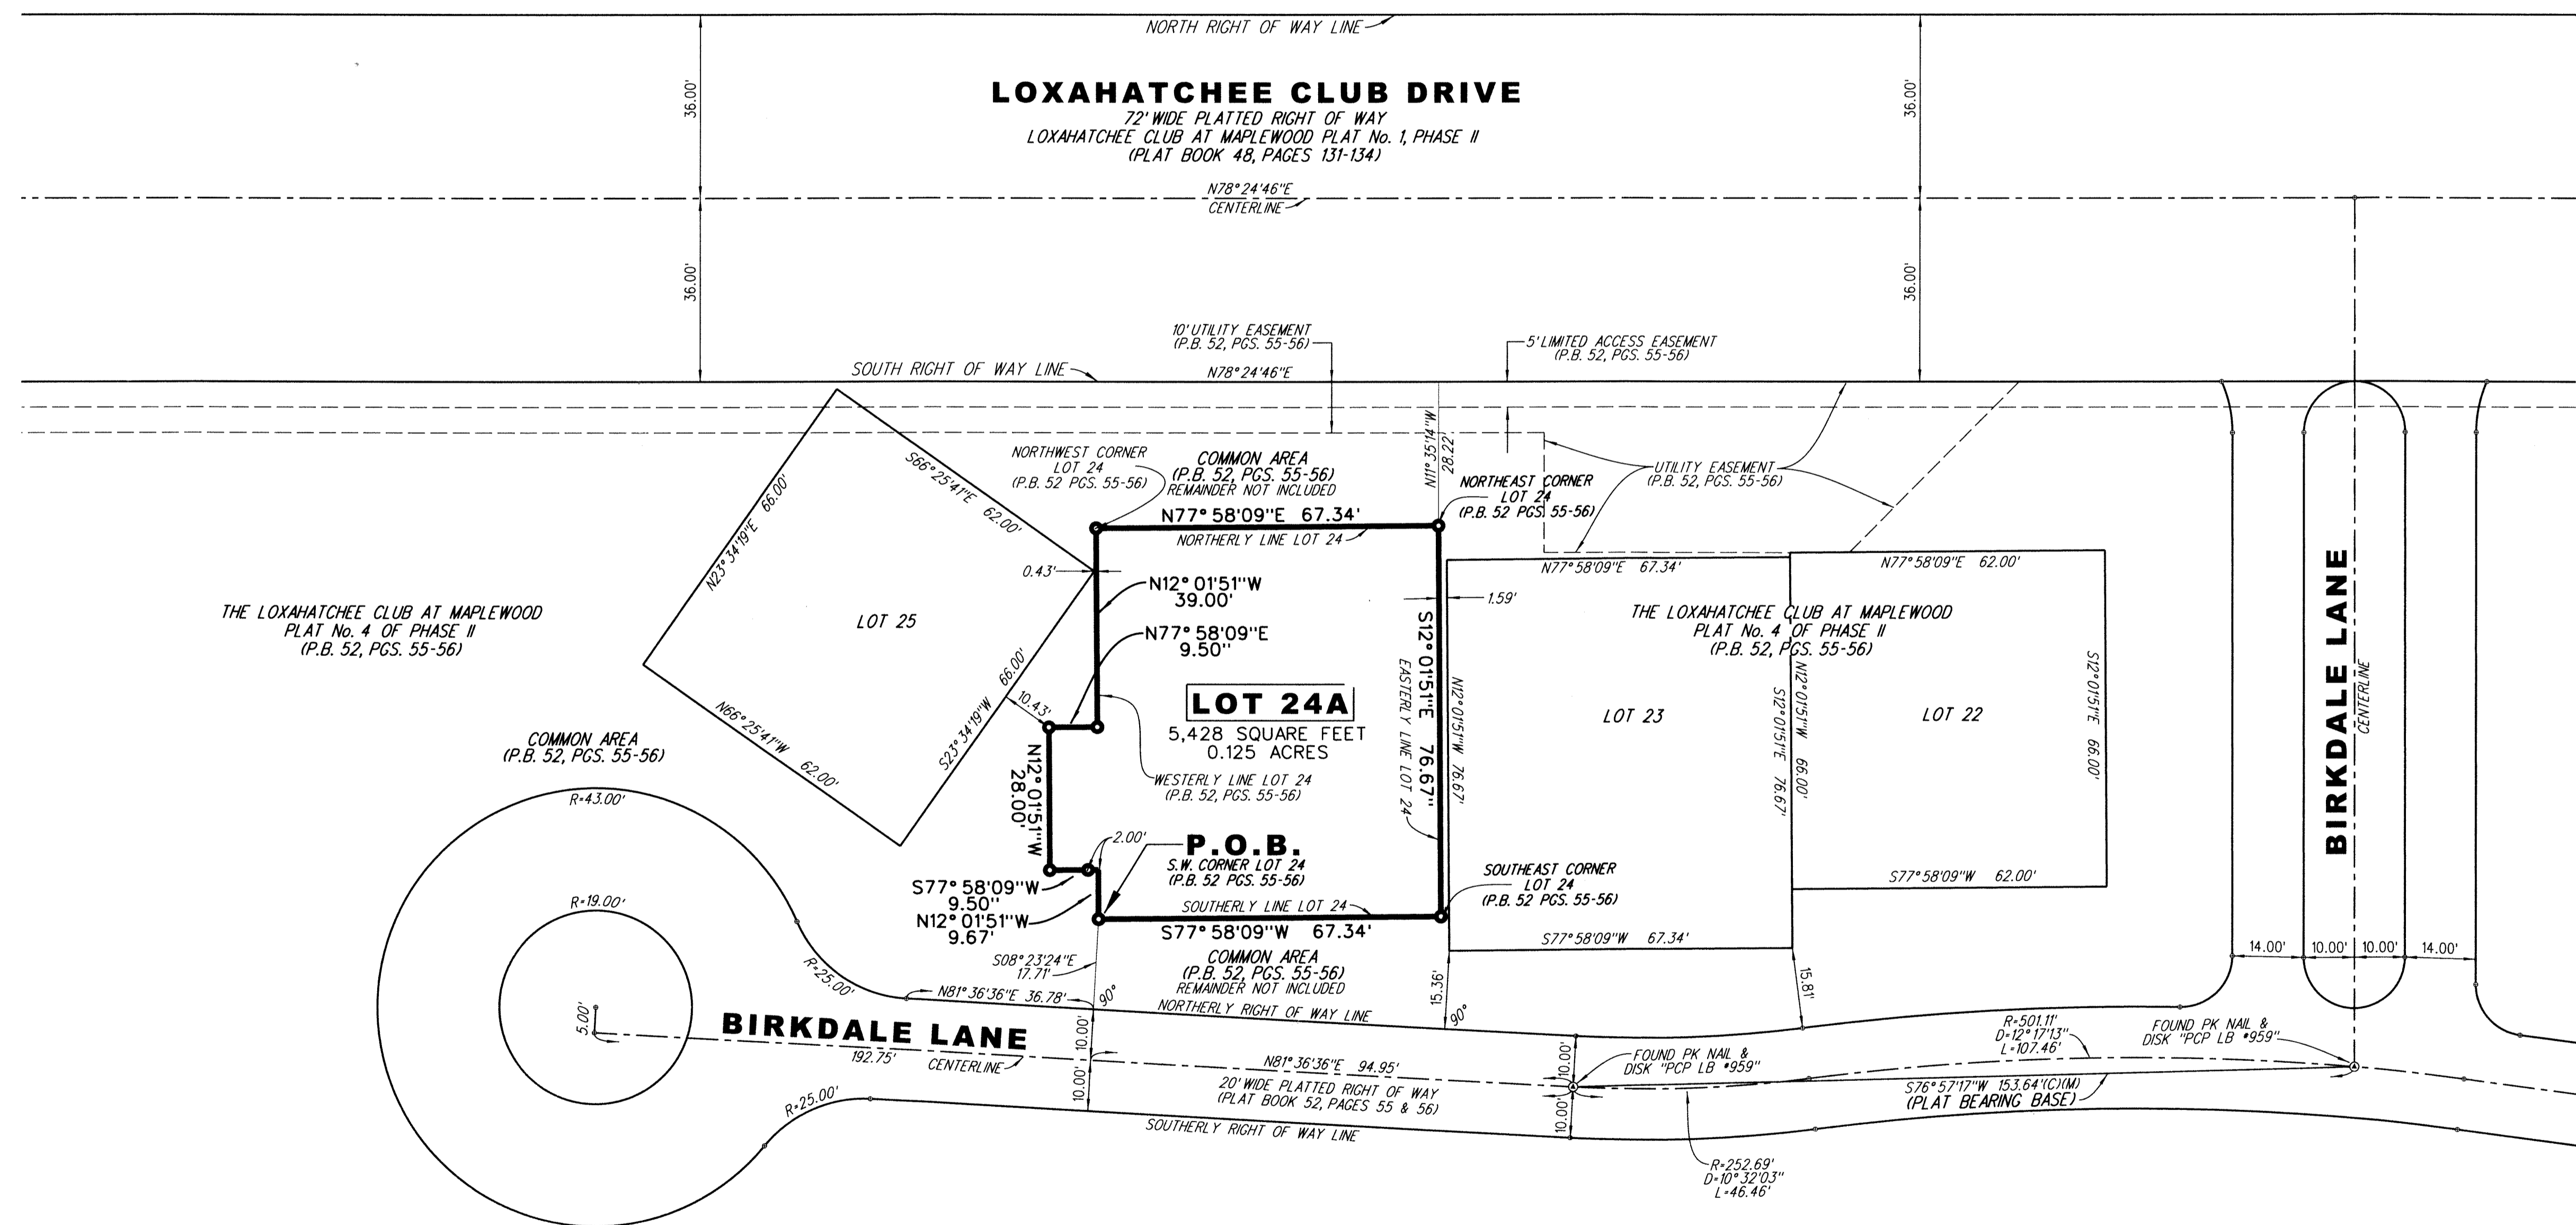 NORTH RIGHT OF WAY LINE
36.00'
36.00'
LOXAHATCHEE CLUB DRIVE
72' WIDE PLATTED RIGHT OF WAY
LOXAHATCHEE CLUB AT MAPLEWOOD PLAT No. 1, PHASE II
(PLAT BOOK 48, PAGES 131-134)
N78°24'46"E
CENTERLINE
36.00'
36.00'
10' UTILITY EASEMENT
(P.B. 52, PGS. 55-56)
5' LIMITED ACCESS EASEMENT
(P.B. 52, PGS. 55-56)
SOUTH RIGHT OF WAY LINE
N78°24'46"E
N11°35'14"W
28.22'
NORTHWEST CORNER
LOT 24
(P.B. 52 PGS. 55-56)
COMMON AREA
(P.B. 52, PGS. 55-56)
REMAINDER NOT INCLUDED
NORTHEAST CORNER
LOT 24
(P.B. 52 PGS. 55-56)
UTILITY EASEMENT
(P.B. 52, PGS. 55-56)
N23°34'19"E 66.00'
S66°25'41"E 62.00'
N77°58'09"E 67.34'
NORTHERLY LINE LOT 24
0.43'
N12°01'51"W
39.00'
N77°58'09"E
9.50"
1.59'
N77°58'09"E 67.34'
N77°58'09"E 62.00'
THE LOXAHATCHEE CLUB AT MAPLEWOOD
PLAT No. 4 OF PHASE II
(P.B. 52, PGS. 55-56)
LOT 25
THE LOXAHATCHEE CLUB AT MAPLEWOOD
PLAT No. 4 OF PHASE II
(P.B. 52, PGS. 55-56)
BIRKDALE LANE
CENTERLINE
S23°34'19"W 66.00'
10.43'
N66°25'41"W 62.00'
LOT 24A
5,428 SQUARE FEET
0.125 ACRES
S12°01'51"E 76.67"
EASTERLY LINE LOT 24
N12°01'51"W 76.67'
LOT 23
S12°01'51"E 76.67'
N12°01'51"W 66.00'
LOT 22
S12°01'51"E 66.00'
COMMON AREA
(P.B. 52, PGS. 55-56)
N12°01'51"W
28.00'
WESTERLY LINE LOT 24
(P.B. 52, PGS. 55-56)
R=43.00'
2.00'
P.O.B.
S.W. CORNER LOT 24
(P.B. 52 PGS. 55-56)
SOUTHEAST CORNER
LOT 24
(P.B. 52 PGS. 55-56)
S77°58'09"W 62.00'
S77°58'09"W
9.50"
N12°01'51"W
9.67'
SOUTHERLY LINE LOT 24
S77°58'09"W 67.34'
S77°58'09"W 67.34'
R=19.00'
S08°23'24"E
17.71'
COMMON AREA
(P.B. 52, PGS. 55-56)
REMAINDER NOT INCLUDED
14.00'
10.00'
10.00'
14.00'
R=25.00'
N81°36'36"E 36.78'
90°
NORTHERLY RIGHT OF WAY LINE
15.36'
90°
15.81'
5.00'
BIRKDALE LANE
192.75'
CENTERLINE
10.00'
10.00'
N81°36'36"E 94.95'
20' WIDE PLATTED RIGHT OF WAY
(PLAT BOOK 52, PAGES 55 & 56)
10.00'
10.00'
FOUND PK NAIL &
DISK "PCP LB #959"
R=501.11'
D=12°17'13"
L=107.46'
FOUND PK NAIL &
DISK "PCP LB #959"
S76°57'17"W 153.64'(C)(M)
(PLAT BEARING BASE)
R=25.00'
SOUTHERLY RIGHT OF WAY LINE
R=252.69'
D=10°32'03"
L=46.46'